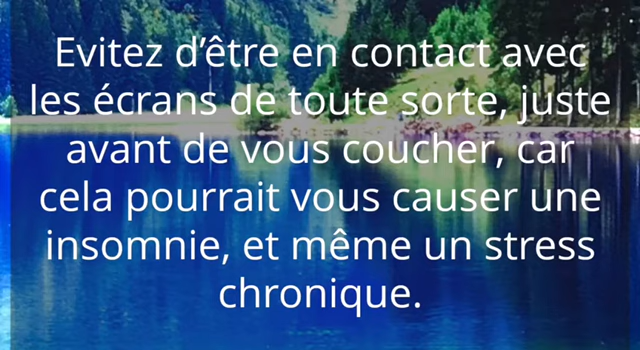 Evitez d’être en contact avec
les écrans de toute sorte, juste
avant de vous coucher, car
cela pourrait vous causer une
insomnie, et même un stress
chronique.